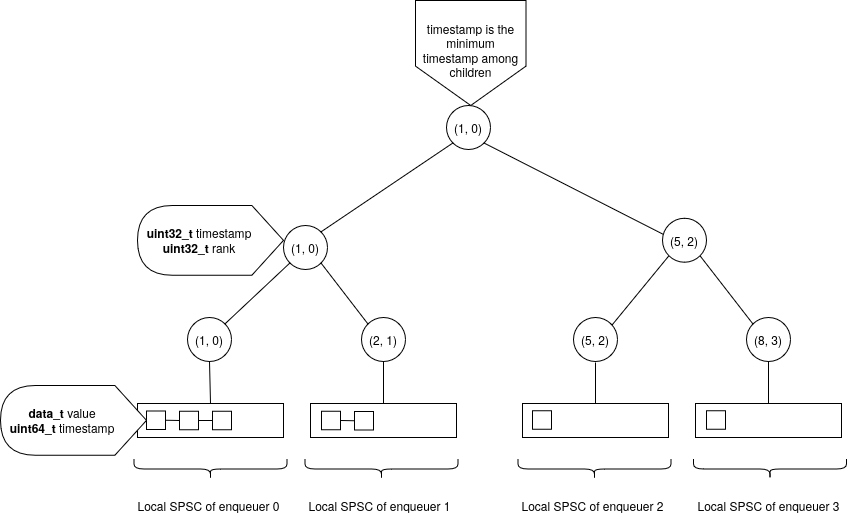 timestamp is the
minimum
timestamp among
children
(1, 0)
uint32_t timestamp
uint32_t rank
(1, 0)
(5, 2)
(1, 0)
(2, 1)
(5, 2)
(8, 3)
data_t value
uint64_t timestamp
Local SPSC of enqueuer 0
Local SPSC of enqueuer 1
Local SPSC of enqueuer 2
Local SPSC of enqueuer 3